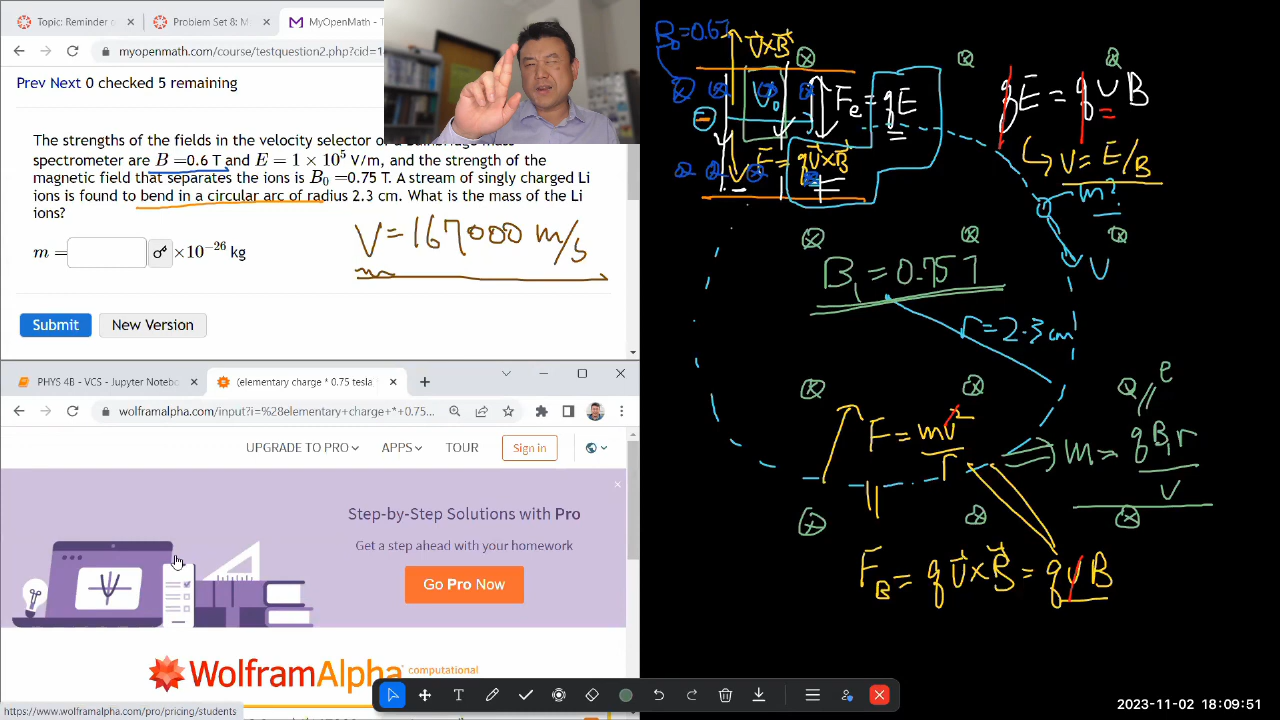 Topic: Reminder o
Problem Set 8: M
MyOpenMath - T
myopenmath.com/course/testquestion2.php?cid=1
Prev Next 0 checked 5 remaining
The strengths of the fields in the velocity selector of a
spectrometer are B =0.6 T and E = 1 × 10⁵ V/m, and the strength of the
magnetic field that separates the ions is B₀ =0.75 T. A stream of singly charged Li
ions is found to bend in a circular arc of radius 2.3 cm. What is the mass of the Li
ions?
m =
×10⁻²⁶ kg
V = 167000 m/s
Submit
New Version
PHYS 4B - VCS - Jupyter Noteb
(elementary charge * 0.75 tesla
wolframalpha.com/input?i=%28elementary+charge+*+0.75...
UPGRADE TO PRO
APPS
TOUR
Sign in
Step-by-Step Solutions with Pro
Get a step ahead with your homework
Go Pro Now
WolframAlpha computational
https://www.wolframalpha.com/pro/pricing/students
V×B
V₀
Fe = qE
F = qV×B
qE = qvB
V = E/B
m?
V
B₁ = 0.75T
r = 2.3 cm
F = mv²/r
Q // e
m = qB₁r/v
F_B = qV×B = qvB
2023-11-02 18:09:51